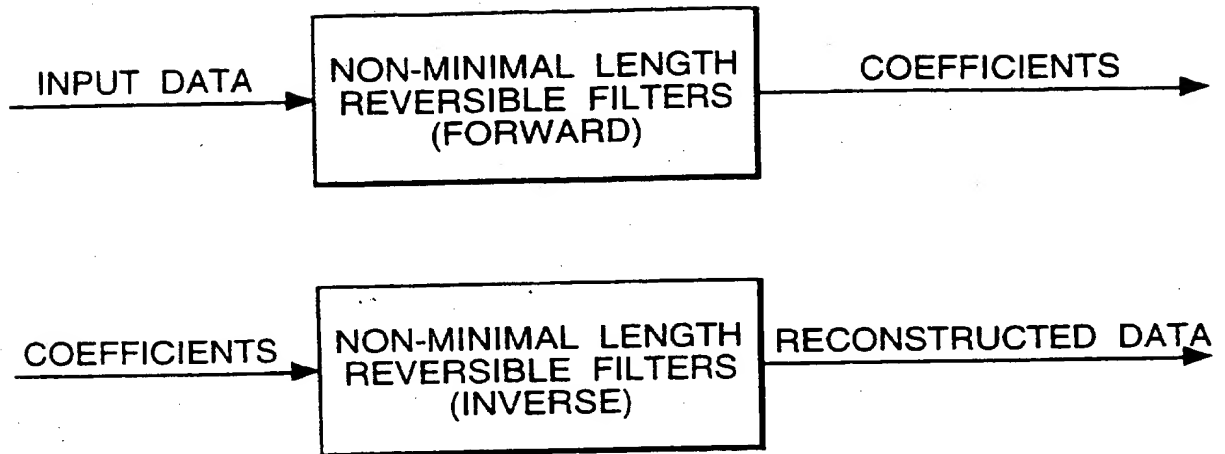 INPUT DATA
NON-MINIMAL LENGTH
REVERSIBLE FILTERS
(FORWARD)
COEFFICIENTS
COEFFICIENTS
NON-MINIMAL LENGTH
REVERSIBLE FILTERS
(INVERSE)
RECONSTRUCTED DATA